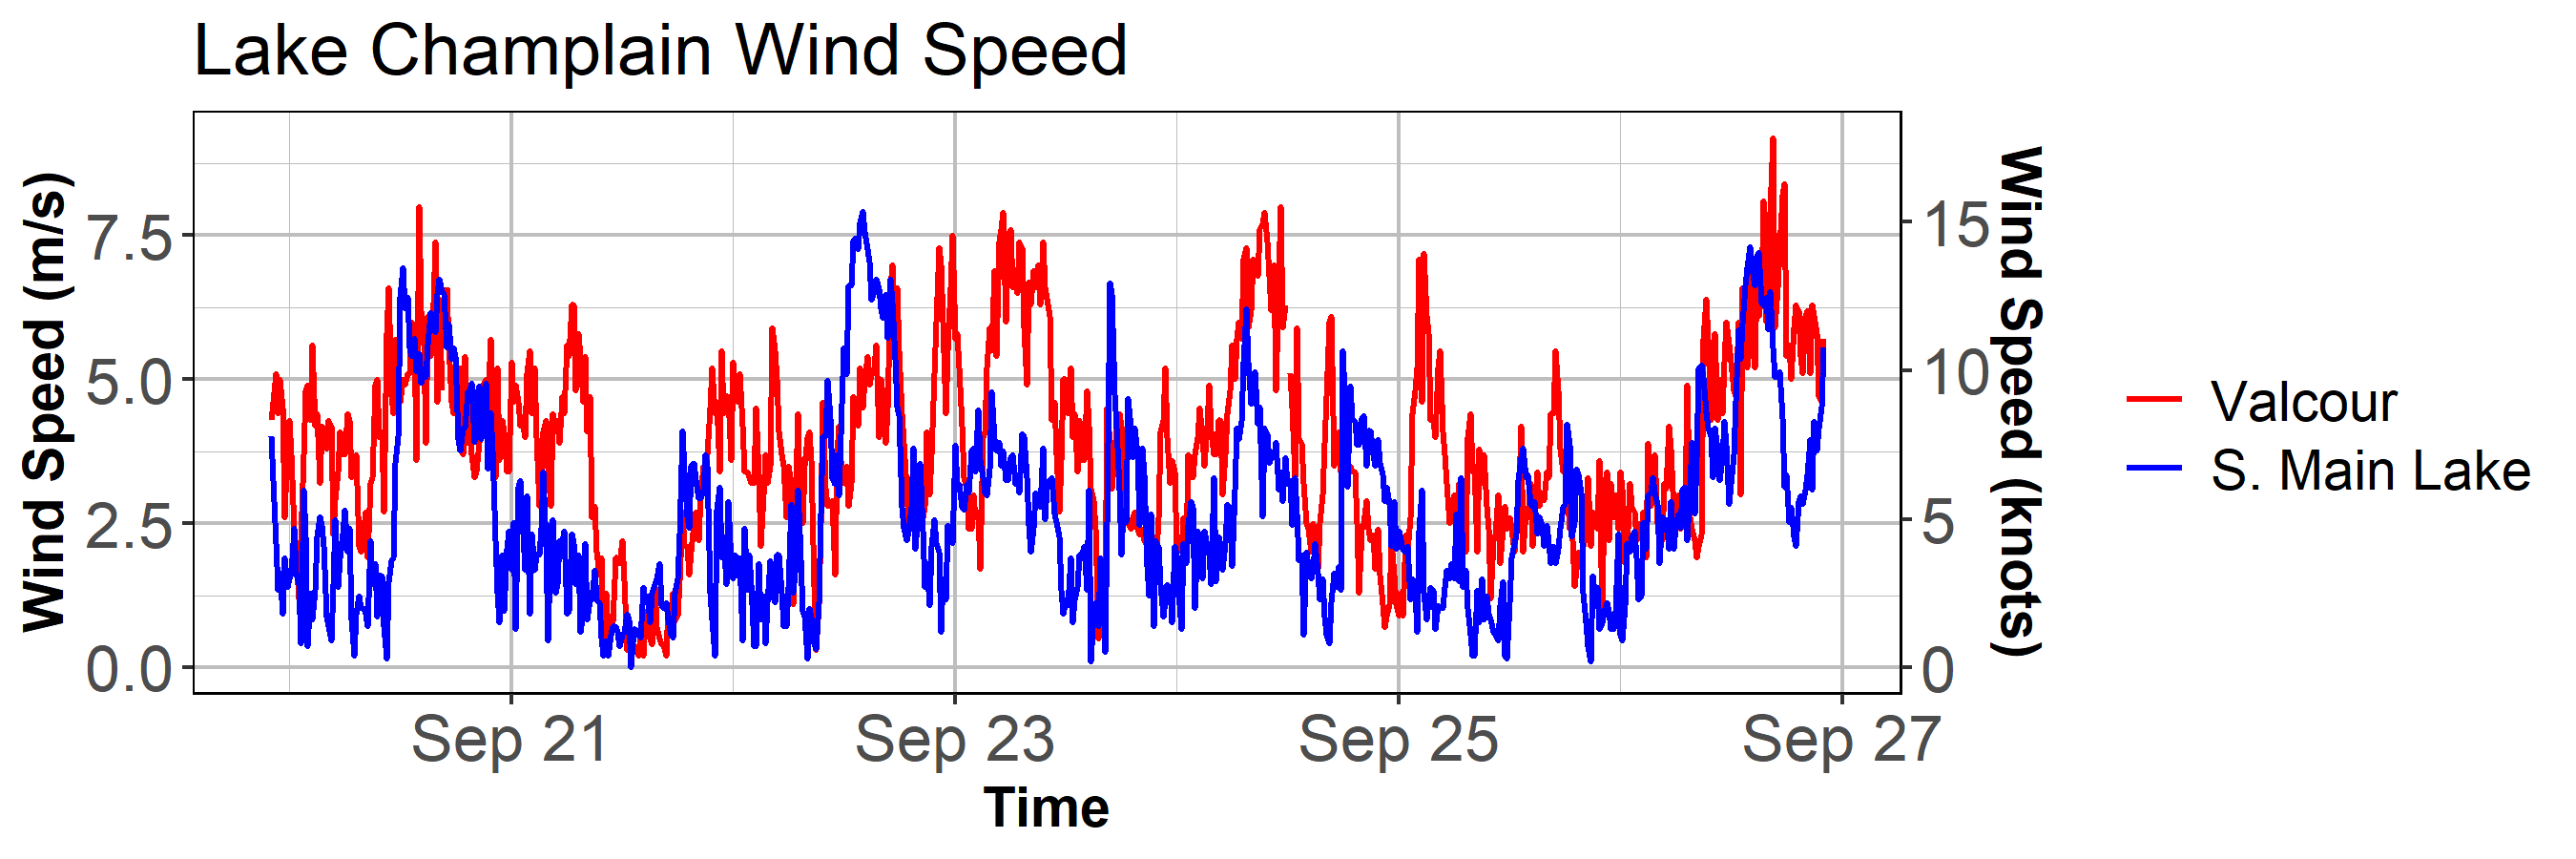 Lake Champlain Wind Speed
Wind Speed (m/s)
7.5
5.0
2.5
0.0
Sep 21
Sep 23
Sep 25
Sep 27
Time
15
10
5
0
Wind Speed (knots)
Valcour
S. Main Lake